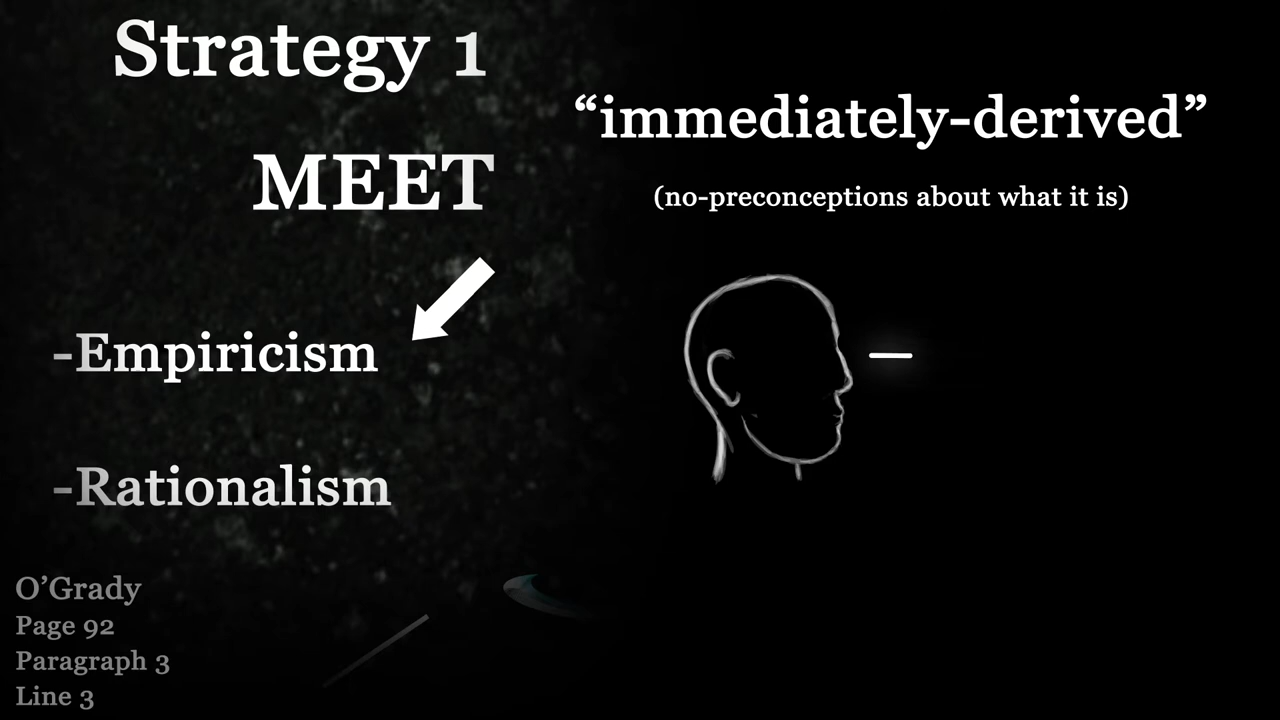 Strategy 1
MEET
-Empiricism
-Rationalism
O’Grady
Page 92
Paragraph 3
Line 3
“immediately-derived”
(no-preconceptions about what it is)